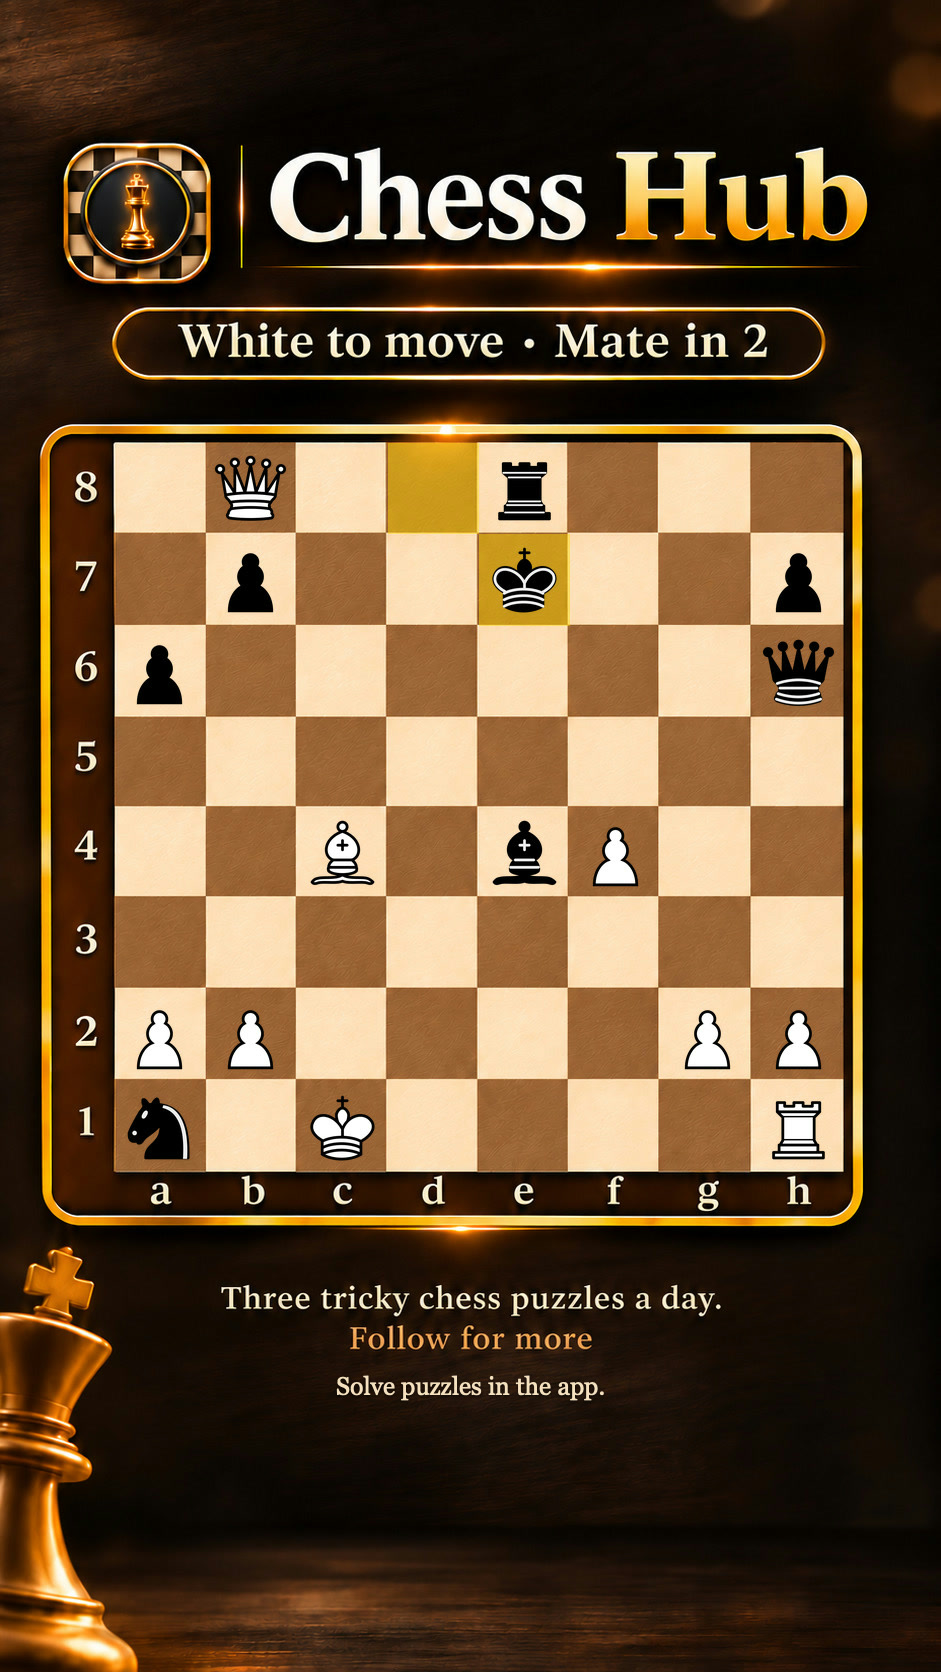 Chess Hub
White to move • Mate in 2
8
7
6
5
4
3
2
1
a b c d e f g h
Three tricky chess puzzles a day.
Follow for more
Solve puzzles in the app.